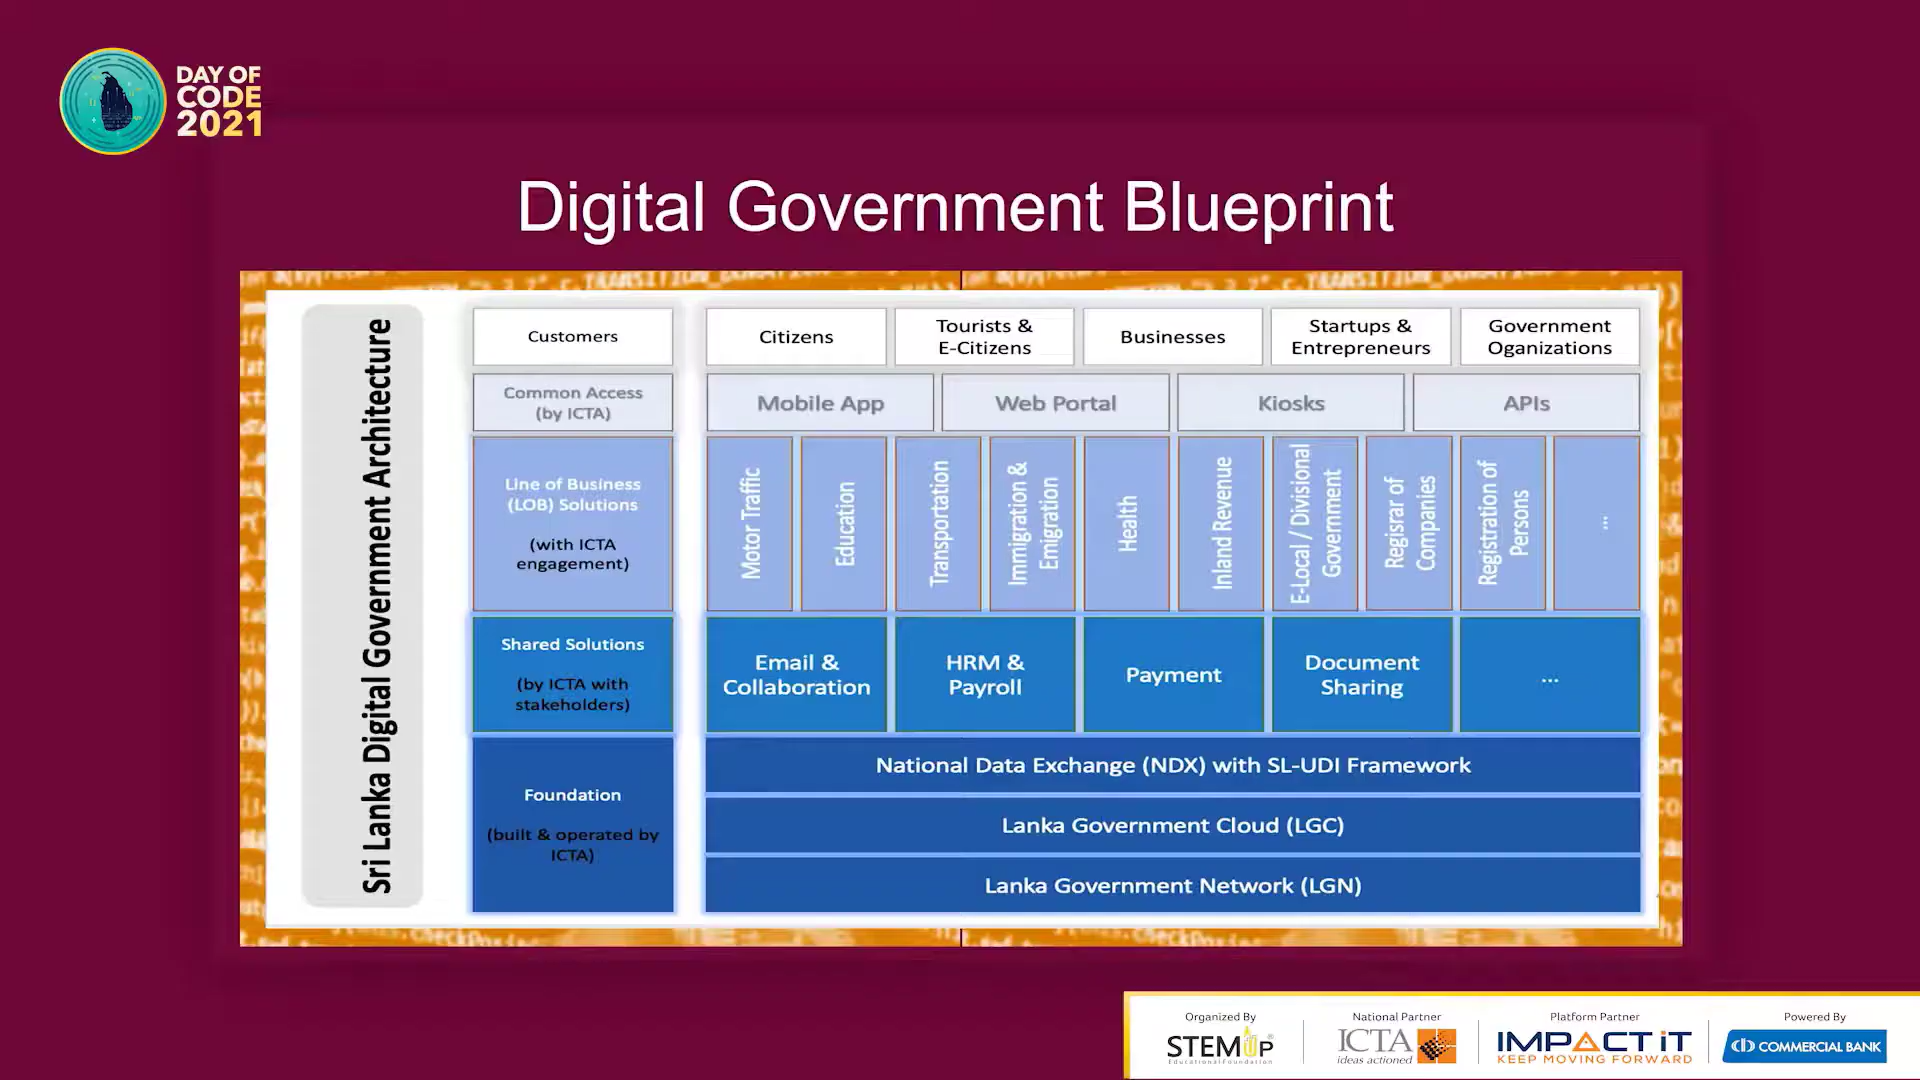 DAY OF
CODE
2021
Digital Government Blueprint
Sri Lanka Digital Government Architecture
Customers
Citizens
Tourists &
E-Citizens
Businesses
Startups &
Entrepreneurs
Government
Oganizations
Common Access
(by ICTA)
Mobile App
Web Portal
Kiosks
APIs
Line of Business
(LOB) Solutions
(with ICTA
engagement)
Motor Traffic
Education
Transportation
Immigration &
Emigration
Health
Inland Revenue
E-Local / Divisional
Government
Regisrar of
Companies
Registration of
Persons
...
Shared Solutions
(by ICTA with
stakeholders)
Email &
Collaboration
HRM &
Payroll
Payment
Document
Sharing
...
Foundation
(built & operated by
ICTA)
National Data Exchange (NDX) with SL-UDI Framework
Lanka Government Cloud (LGC)
Lanka Government Network (LGN)
Organized By
STEMUP
Educational Foundation
National Partner
ICTA
ideas actioned
Platform Partner
IMPACT iT
KEEP MOVING FORWARD
Powered By
COMMERCIAL BANK